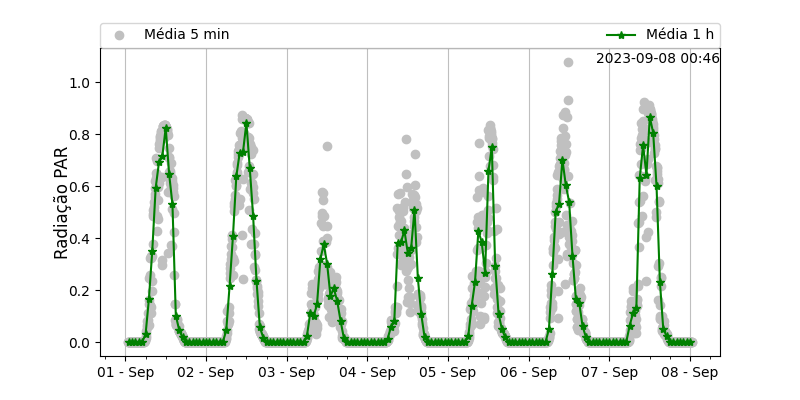 Média 5 min
Média 1 h
2023-09-08 00:46
Radiação PAR
1.0
0.8
0.6
0.4
0.2
0.0
01 - Sep
02 - Sep
03 - Sep
04 - Sep
05 - Sep
06 - Sep
07 - Sep
08 - Sep